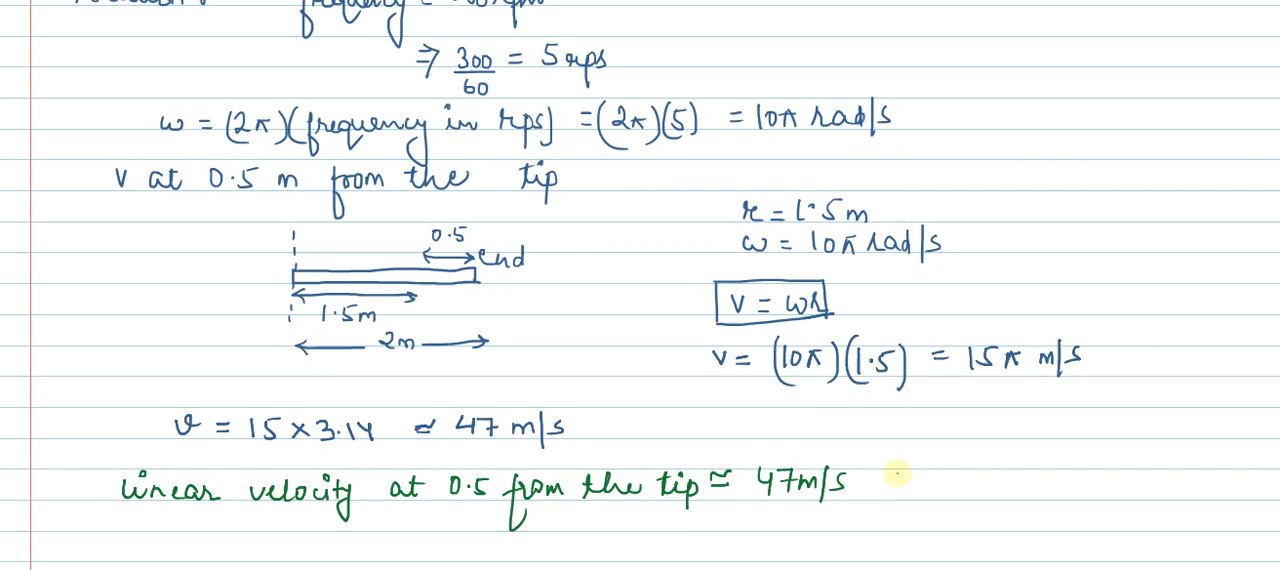 frequency =
⇒ 300/60 = 5 rps
ω = (2π)(frequency in rps) = (2π)(5) = 10π rad/s
v at 0.5 m from the tip
0.5
end
1.5m
2m
r = 1.5m
ω = 10π rad/s
v = ωr
v = (10π)(1.5) = 15π m/s
v = 15 × 3.14 ≈ 47 m/s
linear velocity at 0.5 from the tip ≅ 47m/s